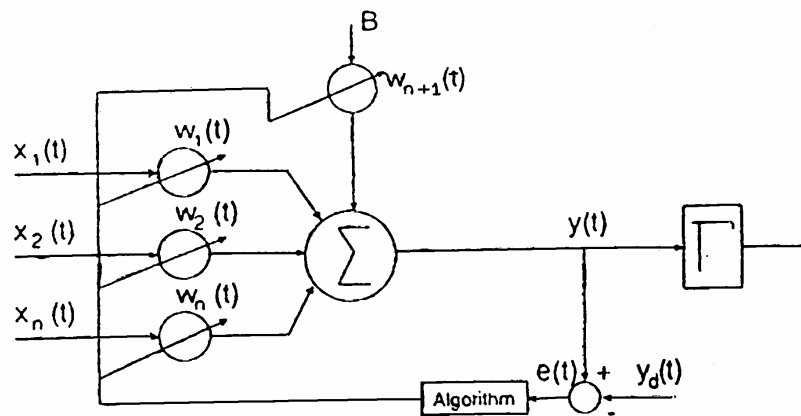 B
w_{n+1}(t)
x_1(t)
w_1(t)
x_2(t)
w_2(t)
y(t)
x_n(t)
w_n(t)
Σ
e(t)
+
y_d(t)
-
Algorithm